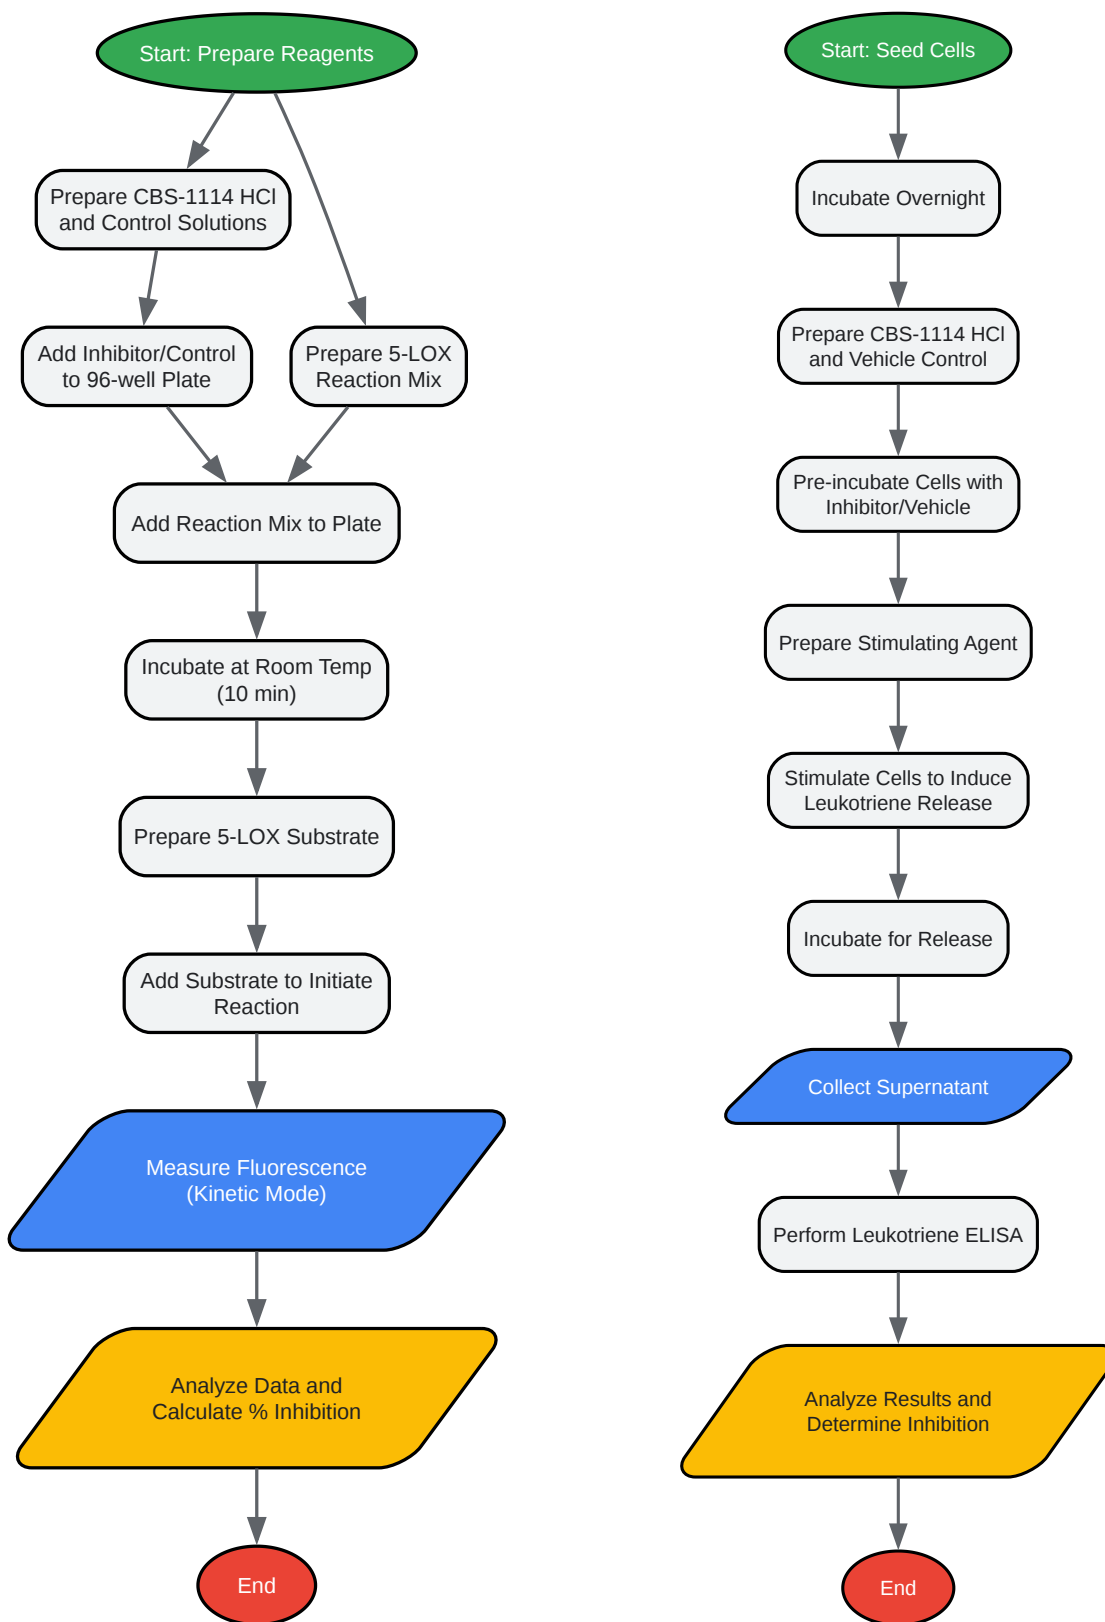 Start: Prepare Reagents
Prepare CBS-1114 HCl
and Control Solutions
Add Inhibitor/Control
to 96-well Plate
Prepare 5-LOX
Reaction Mix
Add Reaction Mix to Plate
Incubate at Room Temp
(10 min)
Prepare 5-LOX Substrate
Add Substrate to Initiate
Reaction
Measure Fluorescence
(Kinetic Mode)
Analyze Data and
Calculate % Inhibition
End
Start: Seed Cells
Incubate Overnight
Prepare CBS-1114 HCl
and Vehicle Control
Pre-incubate Cells with
Inhibitor/Vehicle
Prepare Stimulating Agent
Stimulate Cells to Induce
Leukotriene Release
Incubate for Release
Collect Supernatant
Perform Leukotriene ELISA
Analyze Results and
Determine Inhibition
End